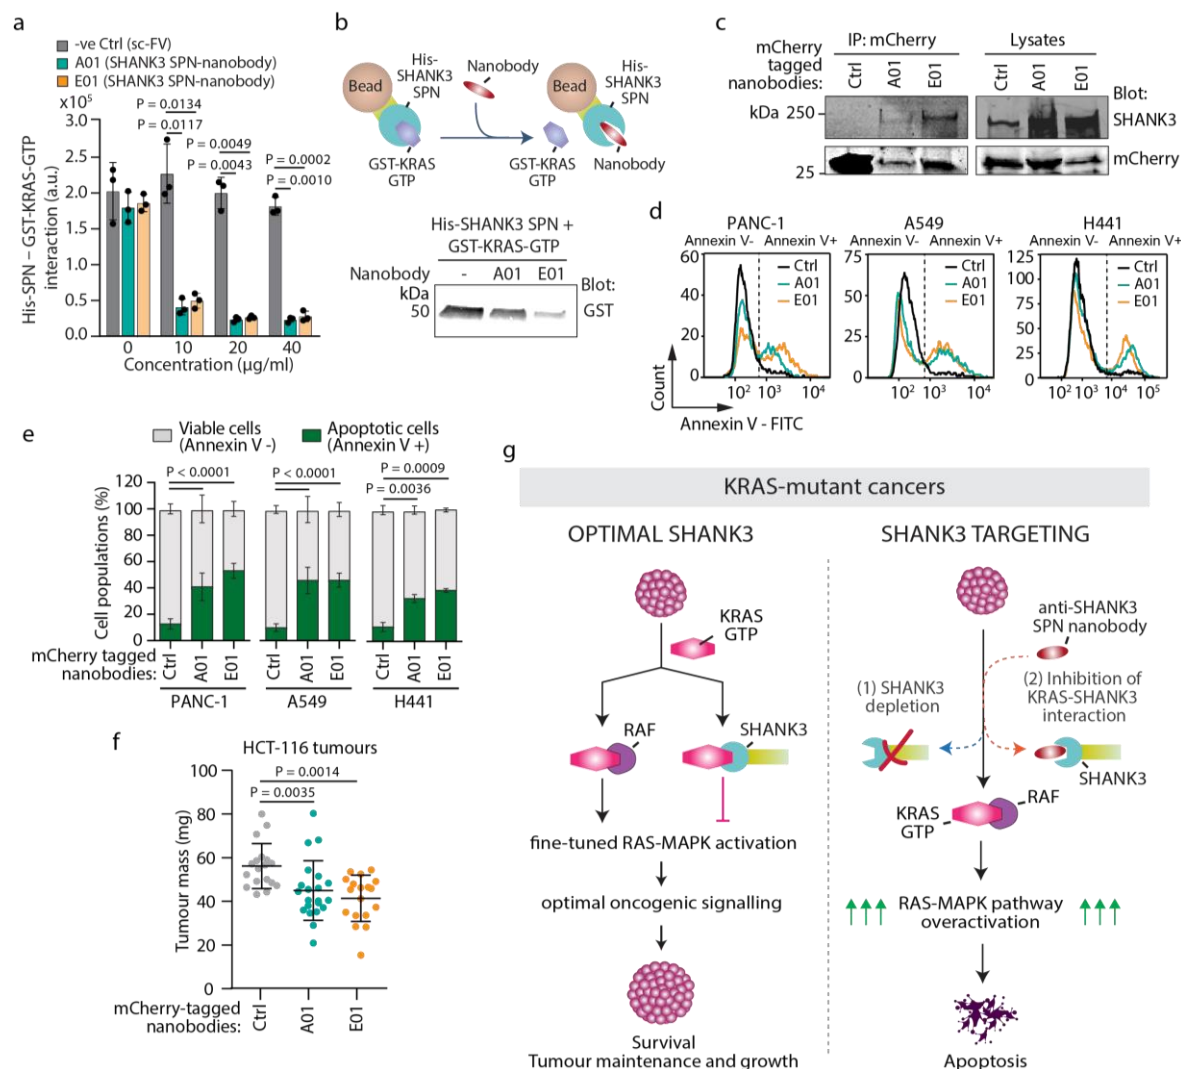 a
-ve Ctrl (sc-FV)
A01 (SHANK3 SPN-nanobody)
E01 (SHANK3 SPN-nanobody)
x10⁵
His-SPN – GST-KRAS-GTP
interaction (a.u.)
3.0
2.5
2.0
1.5
1.0
0.5
0.0
P = 0.0134
P = 0.0117
P = 0.0049
P = 0.0043
P = 0.0002
P = 0.0010
0
10
20
40
Concentration (µg/ml)
b
Bead
His-
SHANK3
SPN
GST-KRAS
GTP
Nanobody
Bead
His-
SHANK3
SPN
GST-KRAS
GTP
Nanobody
His-SHANK3 SPN +
GST-KRAS-GTP
Nanobody - A01 E01
Blot:
kDa
50
GST
c
mCherry
tagged
nanobodies:
IP: mCherry
Ctrl
A01
E01
Lysates
Ctrl
A01
E01
Blot:
kDa 250
SHANK3
25
mCherry
d
PANC-1
Annexin V- Annexin V+
60
40
20
0
Ctrl
A01
E01
10² 10³ 10⁴
A549
Annexin V- Annexin V+
75
50
25
0
Ctrl
A01
E01
10² 10³ 10⁴
H441
Annexin V- Annexin V+
125
100
75
50
25
0
Ctrl
A01
E01
10² 10³ 10⁴ 10⁵
Count
Annexin V - FITC
e
Viable cells
(Annexin V -)
Apoptotic cells
(Annexin V +)
Cell populations (%)
120
100
80
60
40
20
0
P < 0.0001
P < 0.0001
P = 0.0009
P = 0.0036
mCherry tagged
nanobodies:
Ctrl
A01
E01
Ctrl
A01
E01
Ctrl
A01
E01
PANC-1
A549
H441
f
HCT-116 tumours
Tumour mass (mg)
100
80
60
40
20
0
P = 0.0014
P = 0.0035
mCherry-tagged
nanobodies:
Ctrl
A01
E01
g
KRAS-mutant cancers
OPTIMAL SHANK3
KRAS
GTP
RAF
SHANK3
fine-tuned RAS-MAPK activation
optimal oncogenic signalling
Survival
Tumour maintenance and growth
SHANK3 TARGETING
anti-SHANK3
SPN nanobody
(1) SHANK3
depletion
(2) Inhibition of
KRAS-SHANK3
interaction
SHANK3
KRAS
GTP
RAF
RAS-MAPK pathway
overactivation
Apoptosis